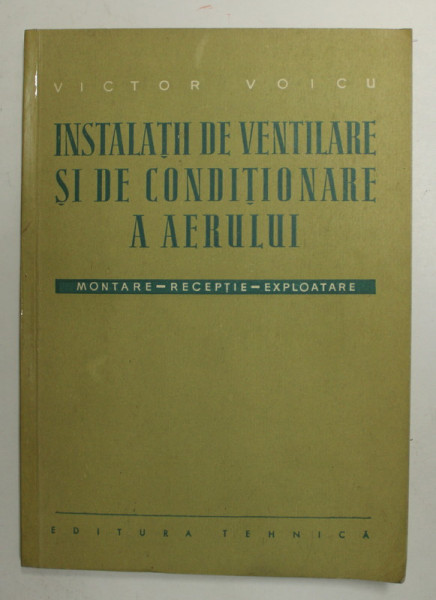 VICTOR VOICU
INSTALAȚII DE VENTILARE
ȘI DE CONDIȚIONARE
A AERULUI
MONTARE — RECEPȚIE — EXPLOATARE
EDITURA TEHNICĂ